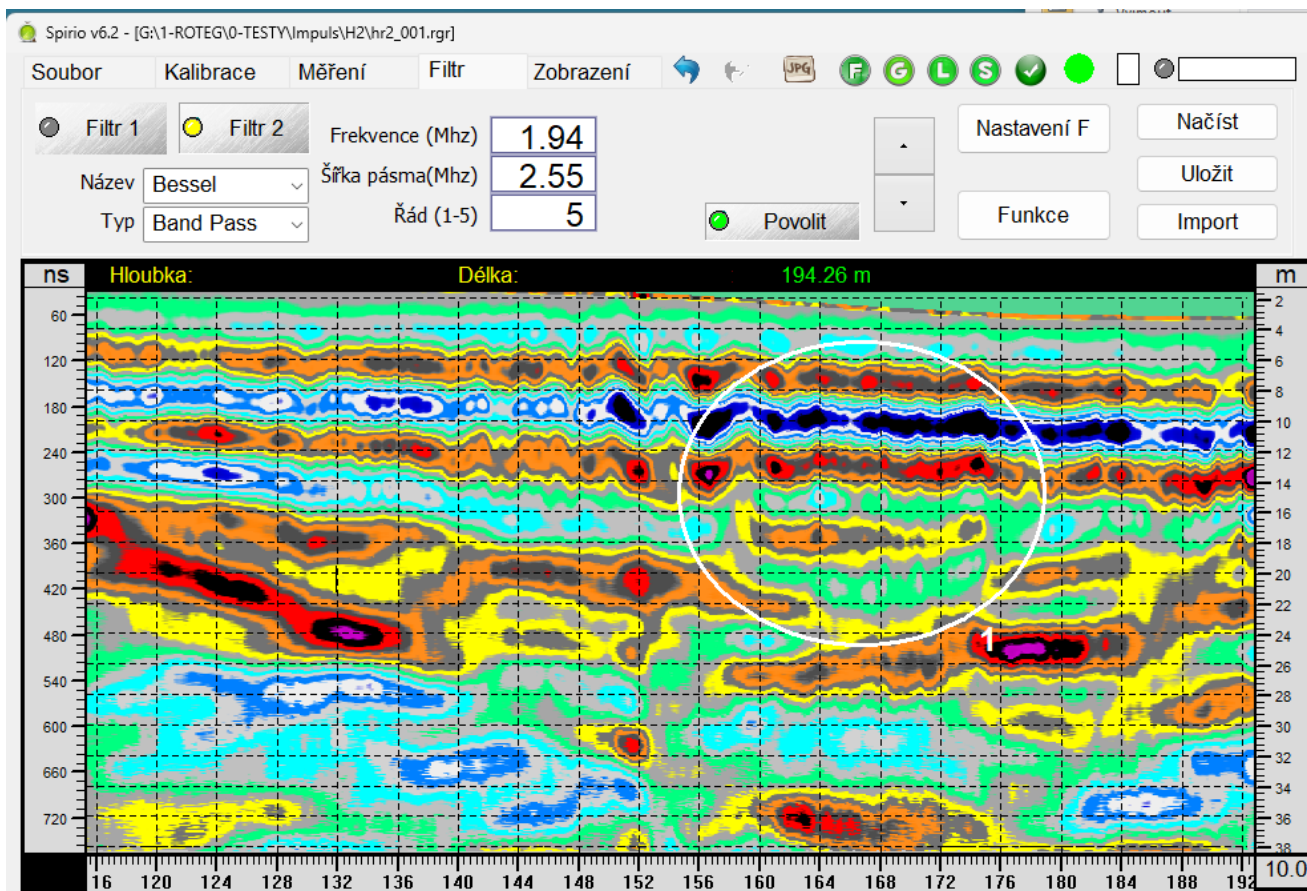 Spirio v6.2 - [G:\1-ROTEG\0-TESTY\Impuls\H2\hr2_001.rgr]
Soubor Kalibrace Měření Filtr Zobrazení JPG F G L S
Filtr 1 Filtr 2 Frekvence (Mhz) 1.94 Nastavení F Načíst
Název Bessel Šířka pásma(Mhz) 2.55 Uložit
Typ Band Pass Řád (1-5) 5 Povolit Funkce Import
ns Hloubka: Délka: 194.26 m m
2
60
4
120 6
8
180
10
240 12
300 14
16
360 18
420 20
22
480 1 24
26
540
28
600 30
32
660
34
720 36
38
16 120 124 128 132 136 140 144 148 152 156 160 164 168 172 176 180 184 188 192 10.0